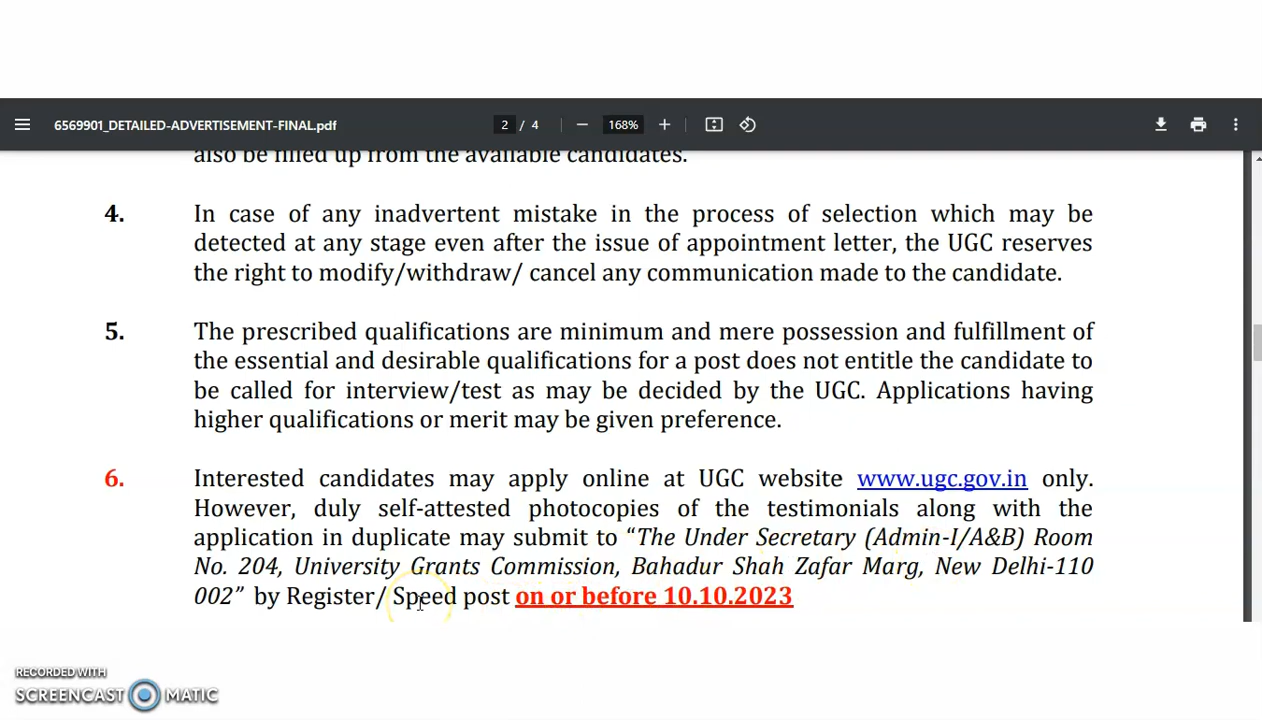 6569901_DETAILED-ADVERTISEMENT-FINAL.pdf 2 / 4 168%
also be filled up from the available candidates.
4. In case of any inadvertent mistake in the process of selection which may be
detected at any stage even after the issue of appointment letter, the UGC reserves
the right to modify/withdraw/ cancel any communication made to the candidate.
5. The prescribed qualifications are minimum and mere possession and fulfillment of
the essential and desirable qualifications for a post does not entitle the candidate to
be called for interview/test as may be decided by the UGC. Applications having
higher qualifications or merit may be given preference.
6. Interested candidates may apply online at UGC website www.ugc.gov.in only.
However, duly self-attested photocopies of the testimonials along with the
application in duplicate may submit to “The Under Secretary (Admin-I/A&B) Room
No. 204, University Grants Commission, Bahadur Shah Zafar Marg, New Delhi-110
002” by Register/ Speed post on or before 10.10.2023
RECORDED WITH
SCREENCAST MATIC